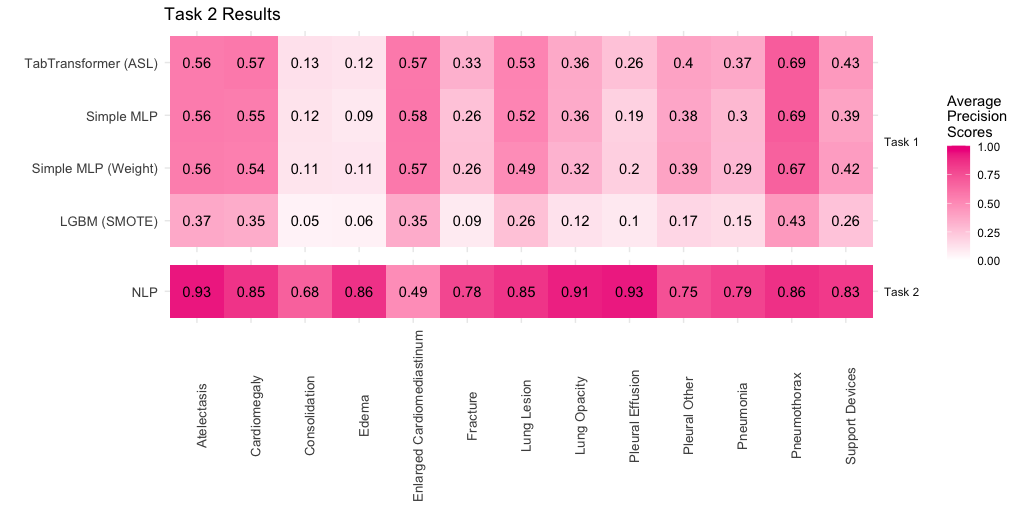 Task 2 Results
TabTransformer (ASL) 0.56 0.57 0.13 0.12 0.57 0.33 0.53 0.36 0.26 0.4 0.37 0.69 0.43
Simple MLP 0.56 0.55 0.12 0.09 0.58 0.26 0.52 0.36 0.19 0.38 0.3 0.69 0.39
Task 1
Simple MLP (Weight) 0.56 0.54 0.11 0.11 0.57 0.26 0.49 0.32 0.2 0.39 0.29 0.67 0.42
LGBM (SMOTE) 0.37 0.35 0.05 0.06 0.35 0.09 0.26 0.12 0.1 0.17 0.15 0.43 0.26
NLP 0.93 0.85 0.68 0.86 0.49 0.78 0.85 0.91 0.93 0.75 0.79 0.86 0.83
Task 2
Atelectasis
Cardiomegaly
Consolidation
Edema
Enlarged Cardiomediastinum
Fracture
Lung Lesion
Lung Opacity
Pleural Effusion
Pleural Other
Pneumonia
Pneumothorax
Support Devices
Average
Precision
Scores
1.00
0.75
0.50
0.25
0.00